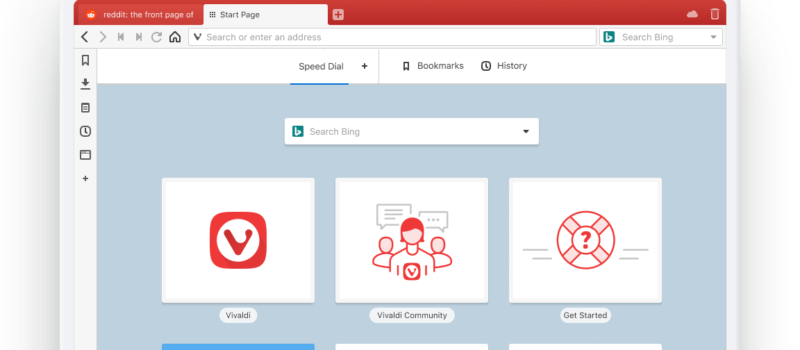 reddit: the front page of
Start Page
Search or enter an address
Search Bing
Speed Dial
Bookmarks
History
Search Bing
?
Vivaldi
Vivaldi Community
Get Started